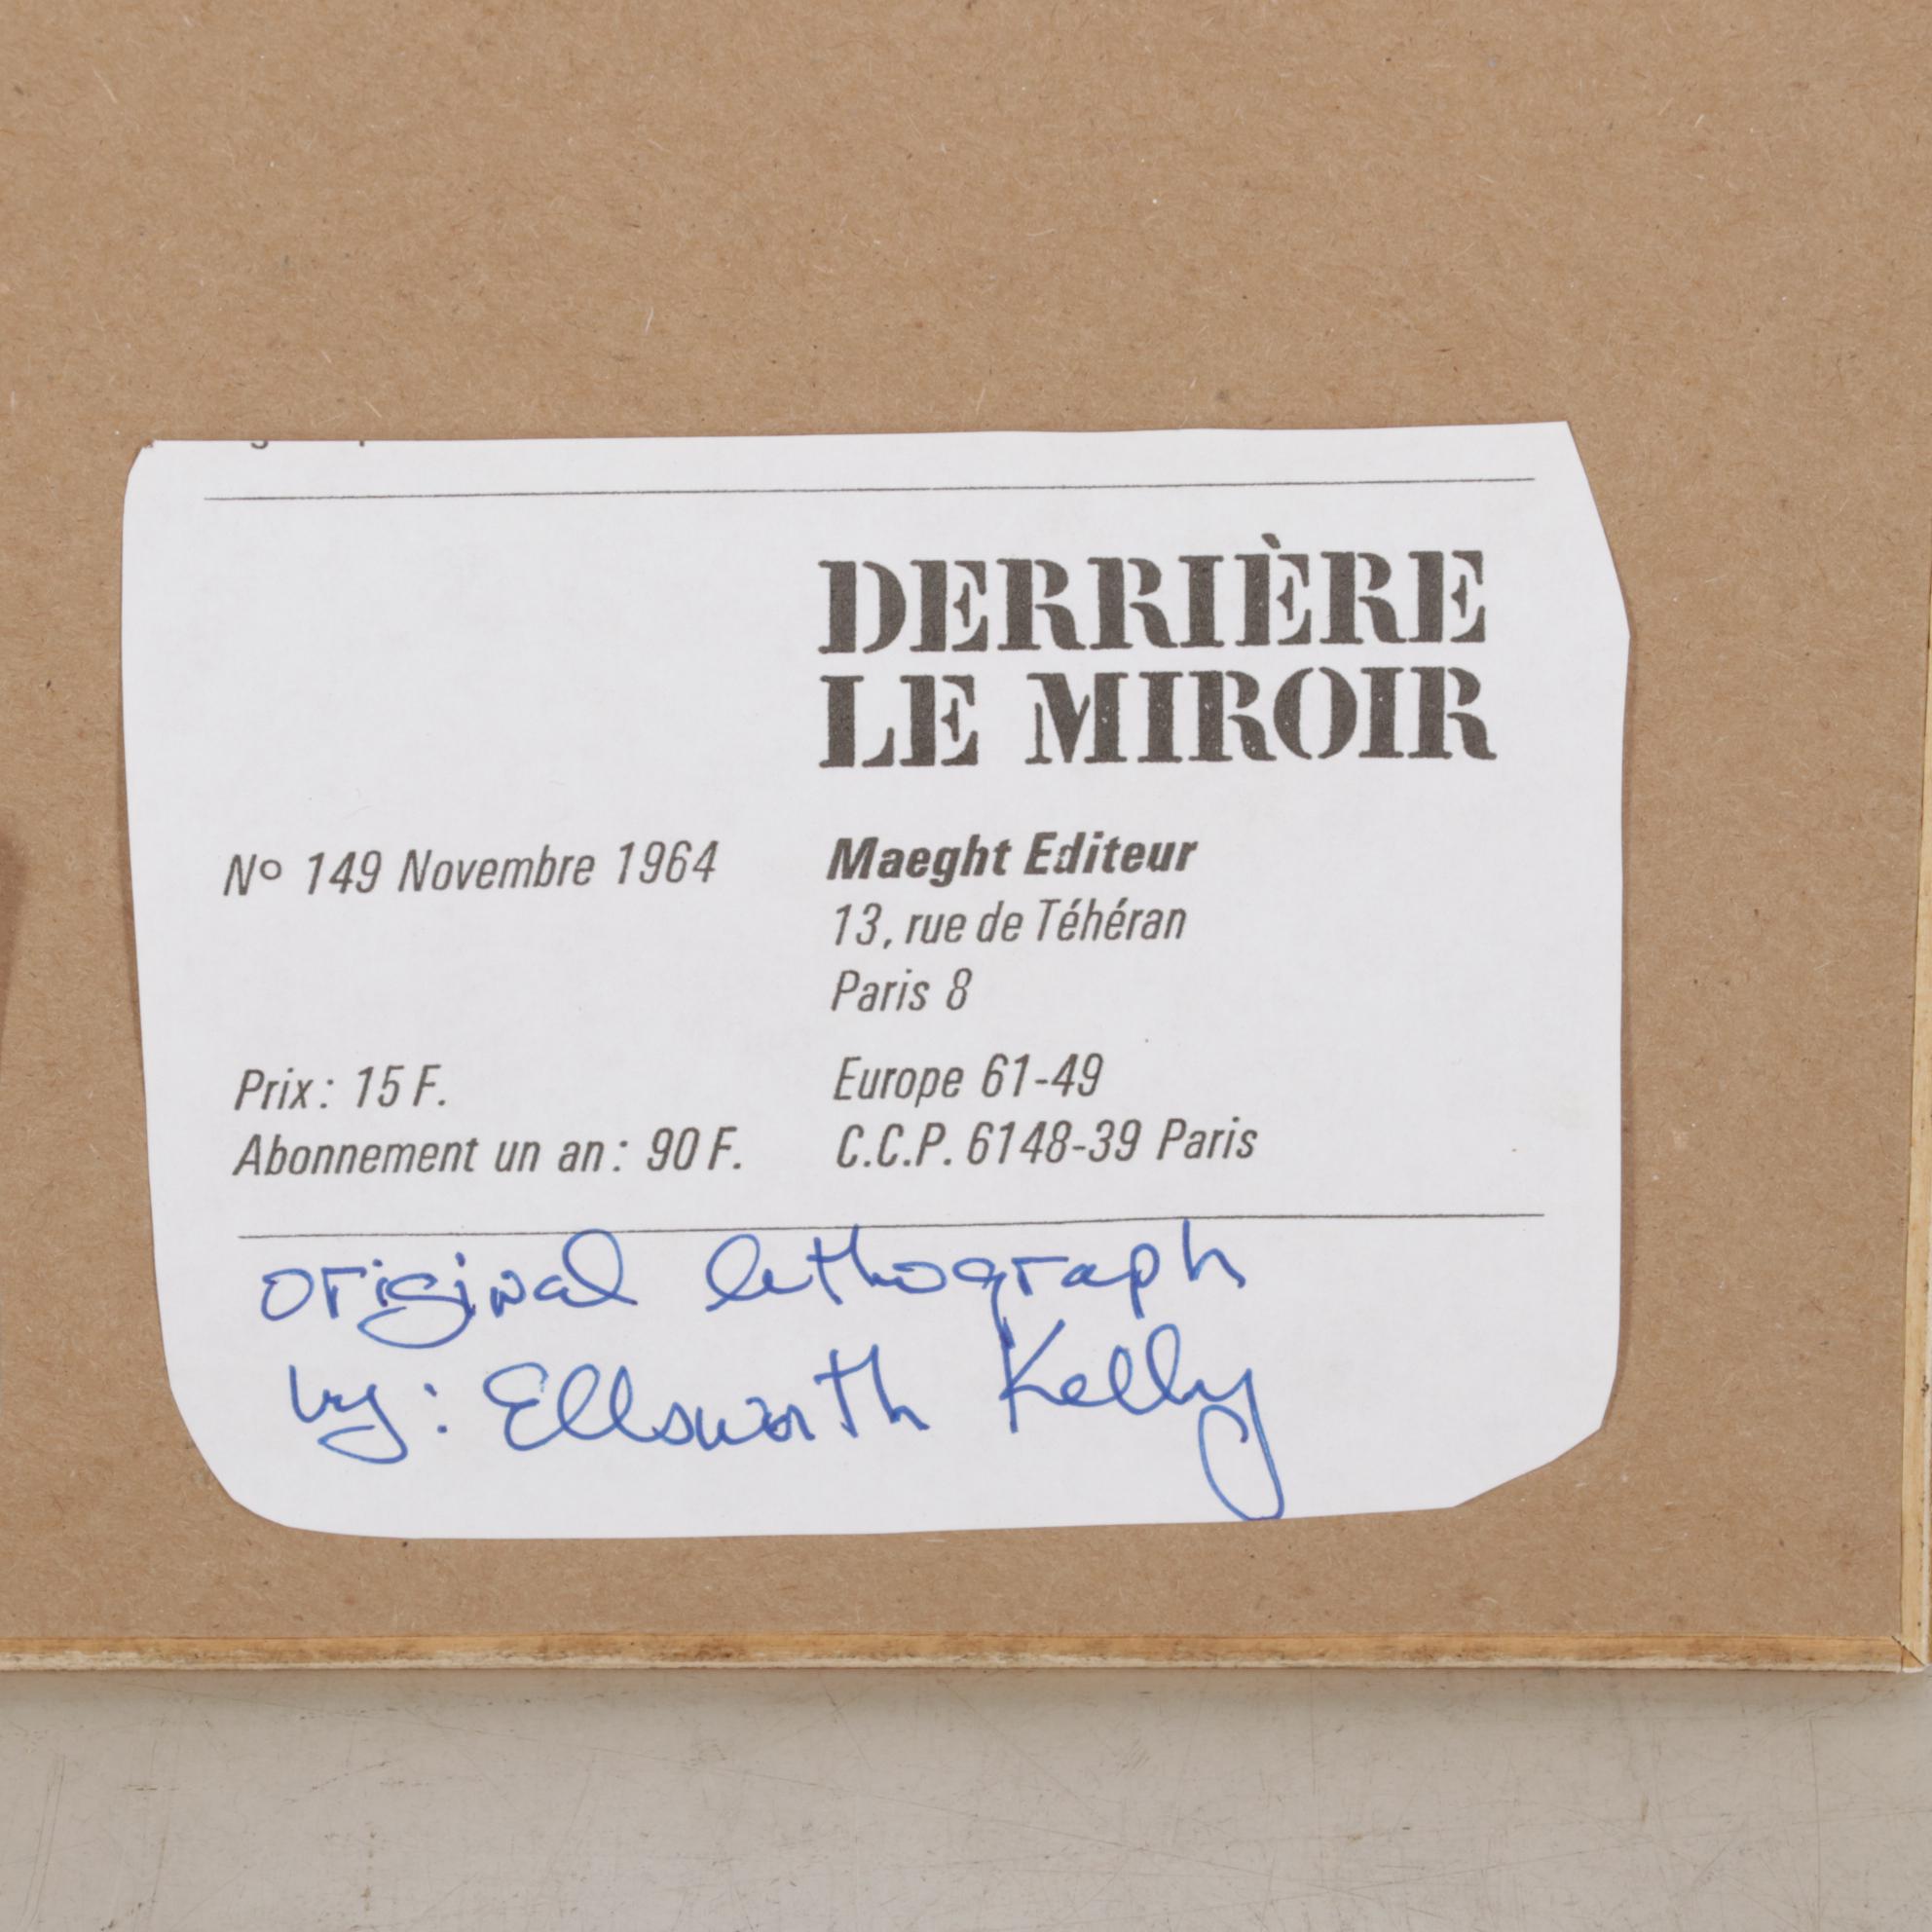 DERRIÈRE
LE MIROIR
Nº 149 Novembre 1964
Maeght Editeur
13, rue de Téhéran
Paris 8
Prix: 15 F.
Abonnement un an: 90 F.
Europe 61-49
C.C.P. 6148-39 Paris
original lithograph
by: Ellsworth Kelly